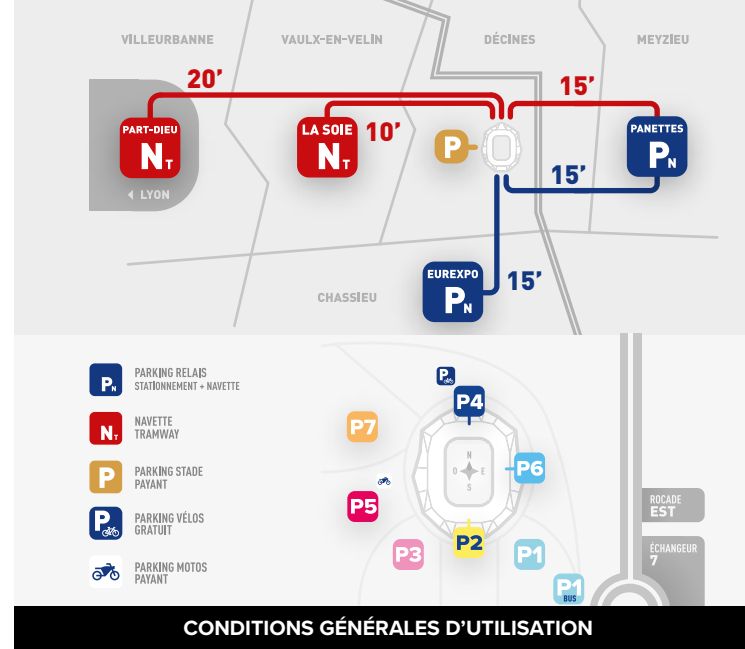 VILLEURBANNE
VAULX-EN-VELIN
DÉCINES
MEYZIEU
20’
15’
PART-DIEU
NT
LA SOIE
NT
10’
P
PANETTES
PN
15’
◄ LYON
EUREXPO
PN
15’
CHASSIEU
PN
PARKING RELAIS
STATIONNEMENT + NAVETTE
NT
NAVETTE
TRAMWAY
P
PARKING STADE
PAYANT
P
PARKING VÉLOS
GRATUIT
PARKING MOTOS
PAYANT
P
P4
P7
N
O E
S
P6
P5
P2
P3
P1
P1
BUS
ROCADE
EST
ÉCHANGEUR
7
CONDITIONS GÉNÉRALES D’UTILISATION